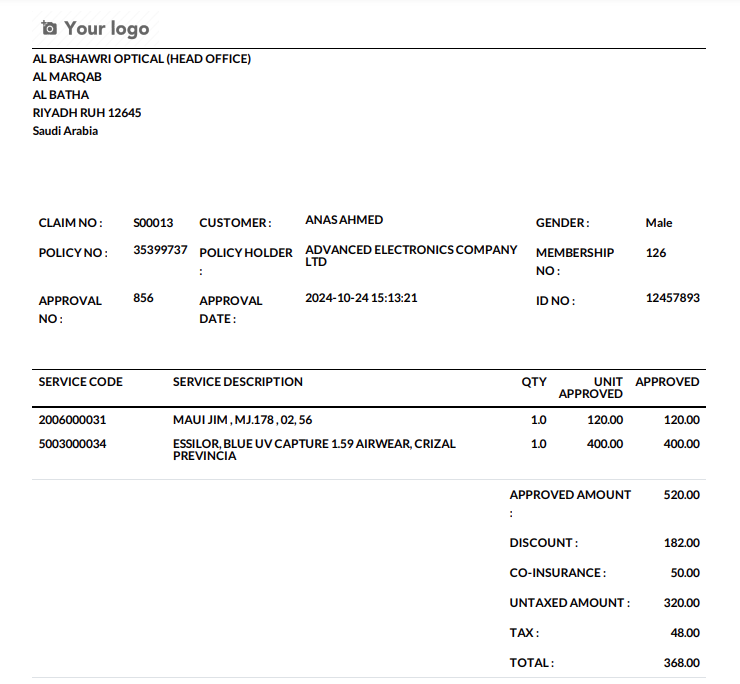 Your logo
AL BASHAWRI OPTICAL (HEAD OFFICE)
AL MARQAB
AL BATHA
RIYADH RUH 12645
Saudi Arabia
CLAIM NO : S00013 CUSTOMER : ANAS AHMED GENDER : Male
POLICY NO : 35399737 POLICY HOLDER : ADVANCED ELECTRONICS COMPANY LTD MEMBERSHIP NO : 126
APPROVAL NO : 856 APPROVAL DATE : 2024-10-24 15:13:21 ID NO : 12457893
SERVICE CODE SERVICE DESCRIPTION QTY UNIT APPROVED APPROVED
2006000031 MAUI JIM , MJ.178 , 02, 56 1.0 120.00 120.00
5003000034 ESSILOR, BLUE UV CAPTURE 1.59 AIRWEAR, CRIZAL PREVINCIA 1.0 400.00 400.00
APPROVED AMOUNT : 520.00
DISCOUNT : 182.00
CO-INSURANCE : 50.00
UNTAXED AMOUNT : 320.00
TAX : 48.00
TOTAL : 368.00